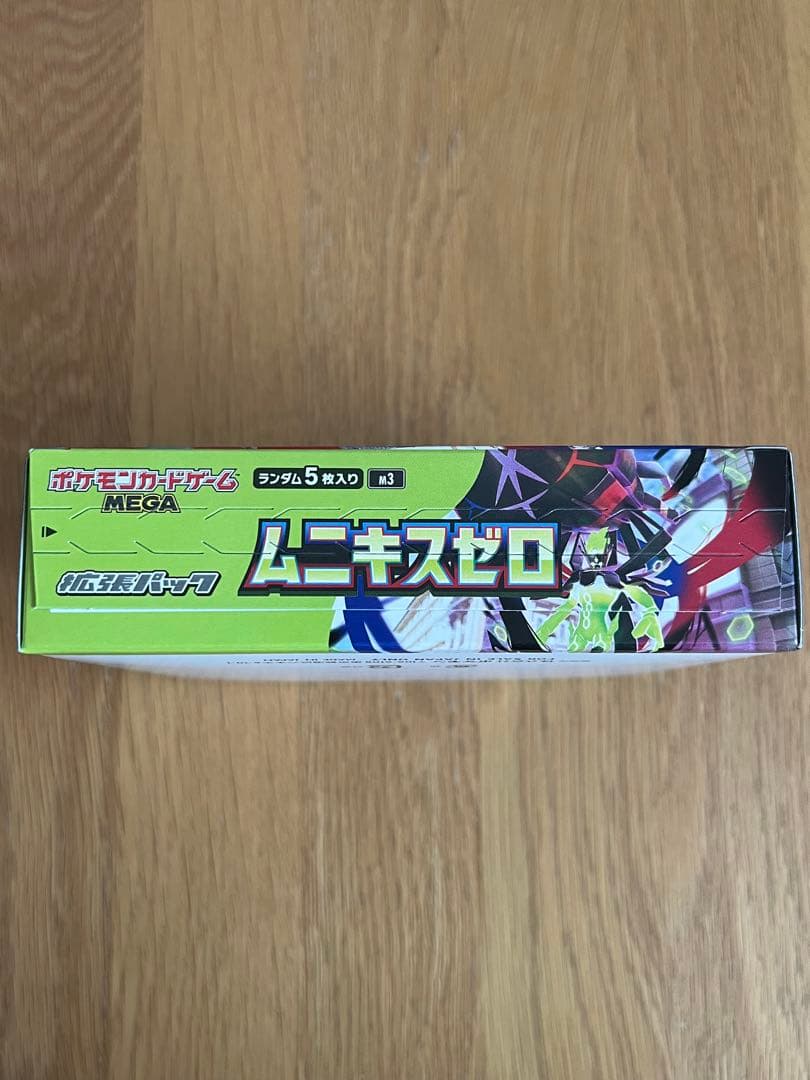 ポケモンカードゲーム
MEGA
ランダム5枚入り M3
ムニキスゼロ
拡張パック